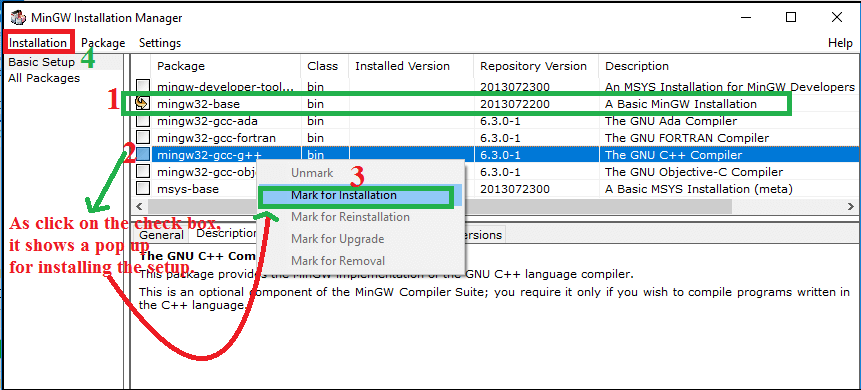 MinGW Installation Manager
Installation Package Settings Help
Basic Setup 4
All Packages
Package Class Installed Version Repository Version Description
mingw-developer-tool... bin 2013072300 An MSYS Installation for MinGW Developers
1 mingw32-base bin 2013072200 A Basic MinGW Installation
mingw32-gcc-ada bin 6.3.0-1 The GNU Ada Compiler
mingw32-gcc-fortran bin 6.3.0-1 The GNU FORTRAN Compiler
2 mingw32-gcc-g++ bin 6.3.0-1 The GNU C++ Compiler
mingw32-gcc-obj 6.3.0-1 The GNU Objective-C Compiler
msys-base 2013072300 A Basic MSYS Installation (meta)
Unmark 3
Mark for Installation
Mark for Reinstallation
Mark for Upgrade
Mark for Removal
As click on the check box,
it shows a pop up
for installing the setup.
General Description ersions
The GNU C++ Com
This package provides the MinGW implementation of the GNU C++ language compiler.
This is an optional component of the MinGW Compiler Suite; you require it only if you wish to compile programs written in
the C++ language.